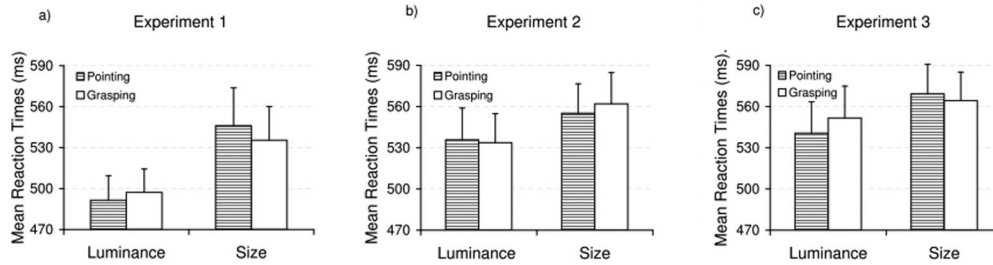 a)
Experiment 1
Mean Reaction Times (ms)
590
560
530
500
470
Pointing
Grasping
Luminance
Size
b)
Experiment 2
Mean Reaction Times (ms)
590
560
530
500
470
Pointing
Grasping
Luminance
Size
c)
Experiment 3
Mean Reaction Times (ms).
590
560
530
500
470
Pointing
Grasping
Luminance
Size